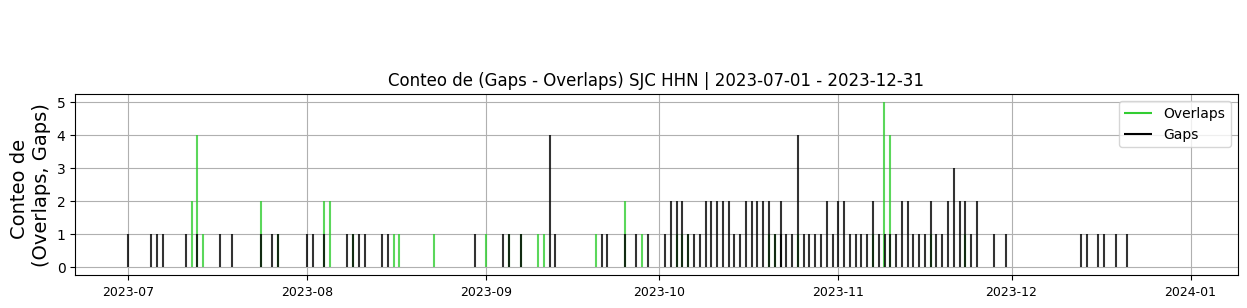 Conteo de (Gaps - Overlaps) SJC HHN | 2023-07-01 - 2023-12-31
Conteo de
(Overlaps, Gaps)
5
4
3
2
1
0
Overlaps
Gaps
2023-07
2023-08
2023-09
2023-10
2023-11
2023-12
2024-01